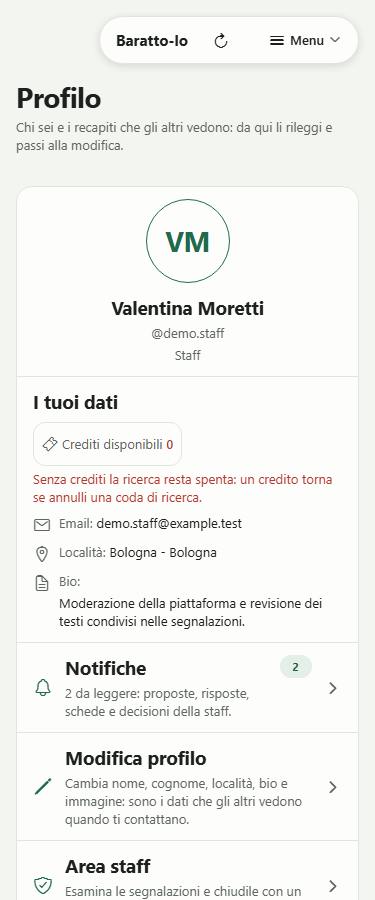 Baratto-lo
Menu
Profilo
Chi sei e i recapiti che gli altri vedono: da qui li rileggi e
passi alla modifica.
VM
Valentina Moretti
@demo.staff
Staff
I tuoi dati
Crediti disponibili 0
Senza crediti la ricerca resta spenta: un credito torna
se annulli una coda di ricerca.
Email: demo.staff@example.test
Località: Bologna - Bologna
Bio:
Moderazione della piattaforma e revisione dei
testi condivisi nelle segnalazioni.
Notifiche
2
2 da leggere: proposte, risposte,
schede e decisioni della staff.
Modifica profilo
Cambia nome, cognome, località, bio e
immagine: sono i dati che gli altri vedono
quando ti contattano.
Area staff
Esamina le segnalazioni e chiudile con un